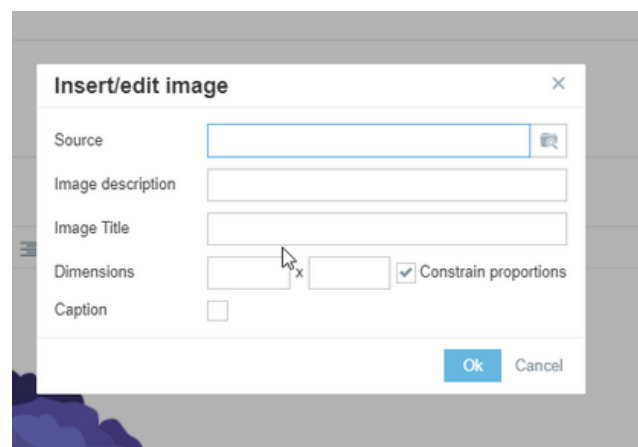 Insert/edit image
Source
Image description
Image Title
Dimensions x Constrain proportions
Caption
Ok Cancel